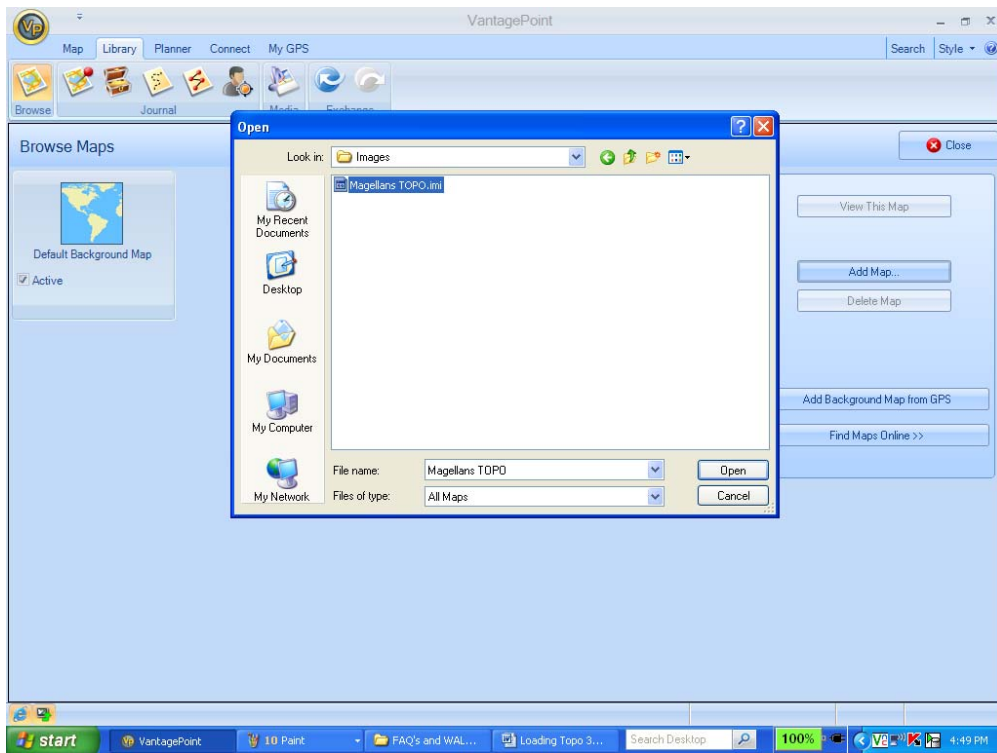 VantagePoint
Vp
Map Library Planner Connect My GPS
Search Style
Browse Journal Media Exchange
Browse Maps
Close
Default Background Map
Active
Open
Look in: Images
Magellans TOPO.imi
My Recent Documents
Desktop
My Documents
My Computer
My Network
File name: Magellans TOPO Open
Files of type: All Maps Cancel
View This Map
Add Map...
Delete Map
Add Background Map from GPS
Find Maps Online >>
start VantagePoint 10 Paint FAQ's and WAL... Loading Topo 3... Search Desktop 100% 4:49 PM